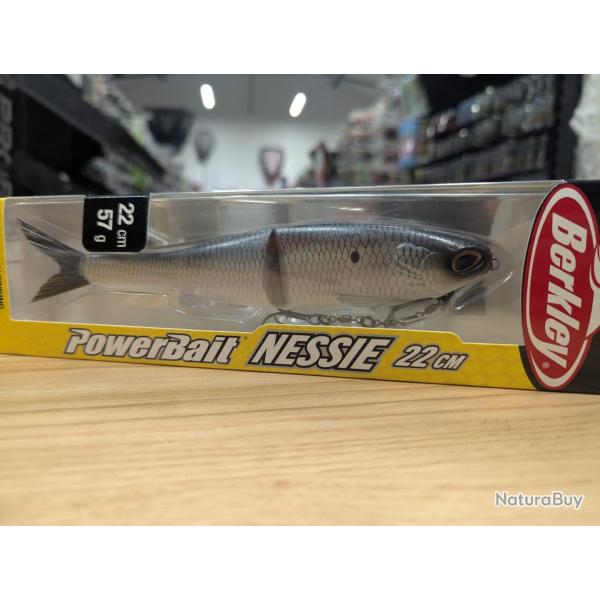 22 cm
57 g
Berkley®
PowerBait® NESSIE 22 CM
NaturaBuy